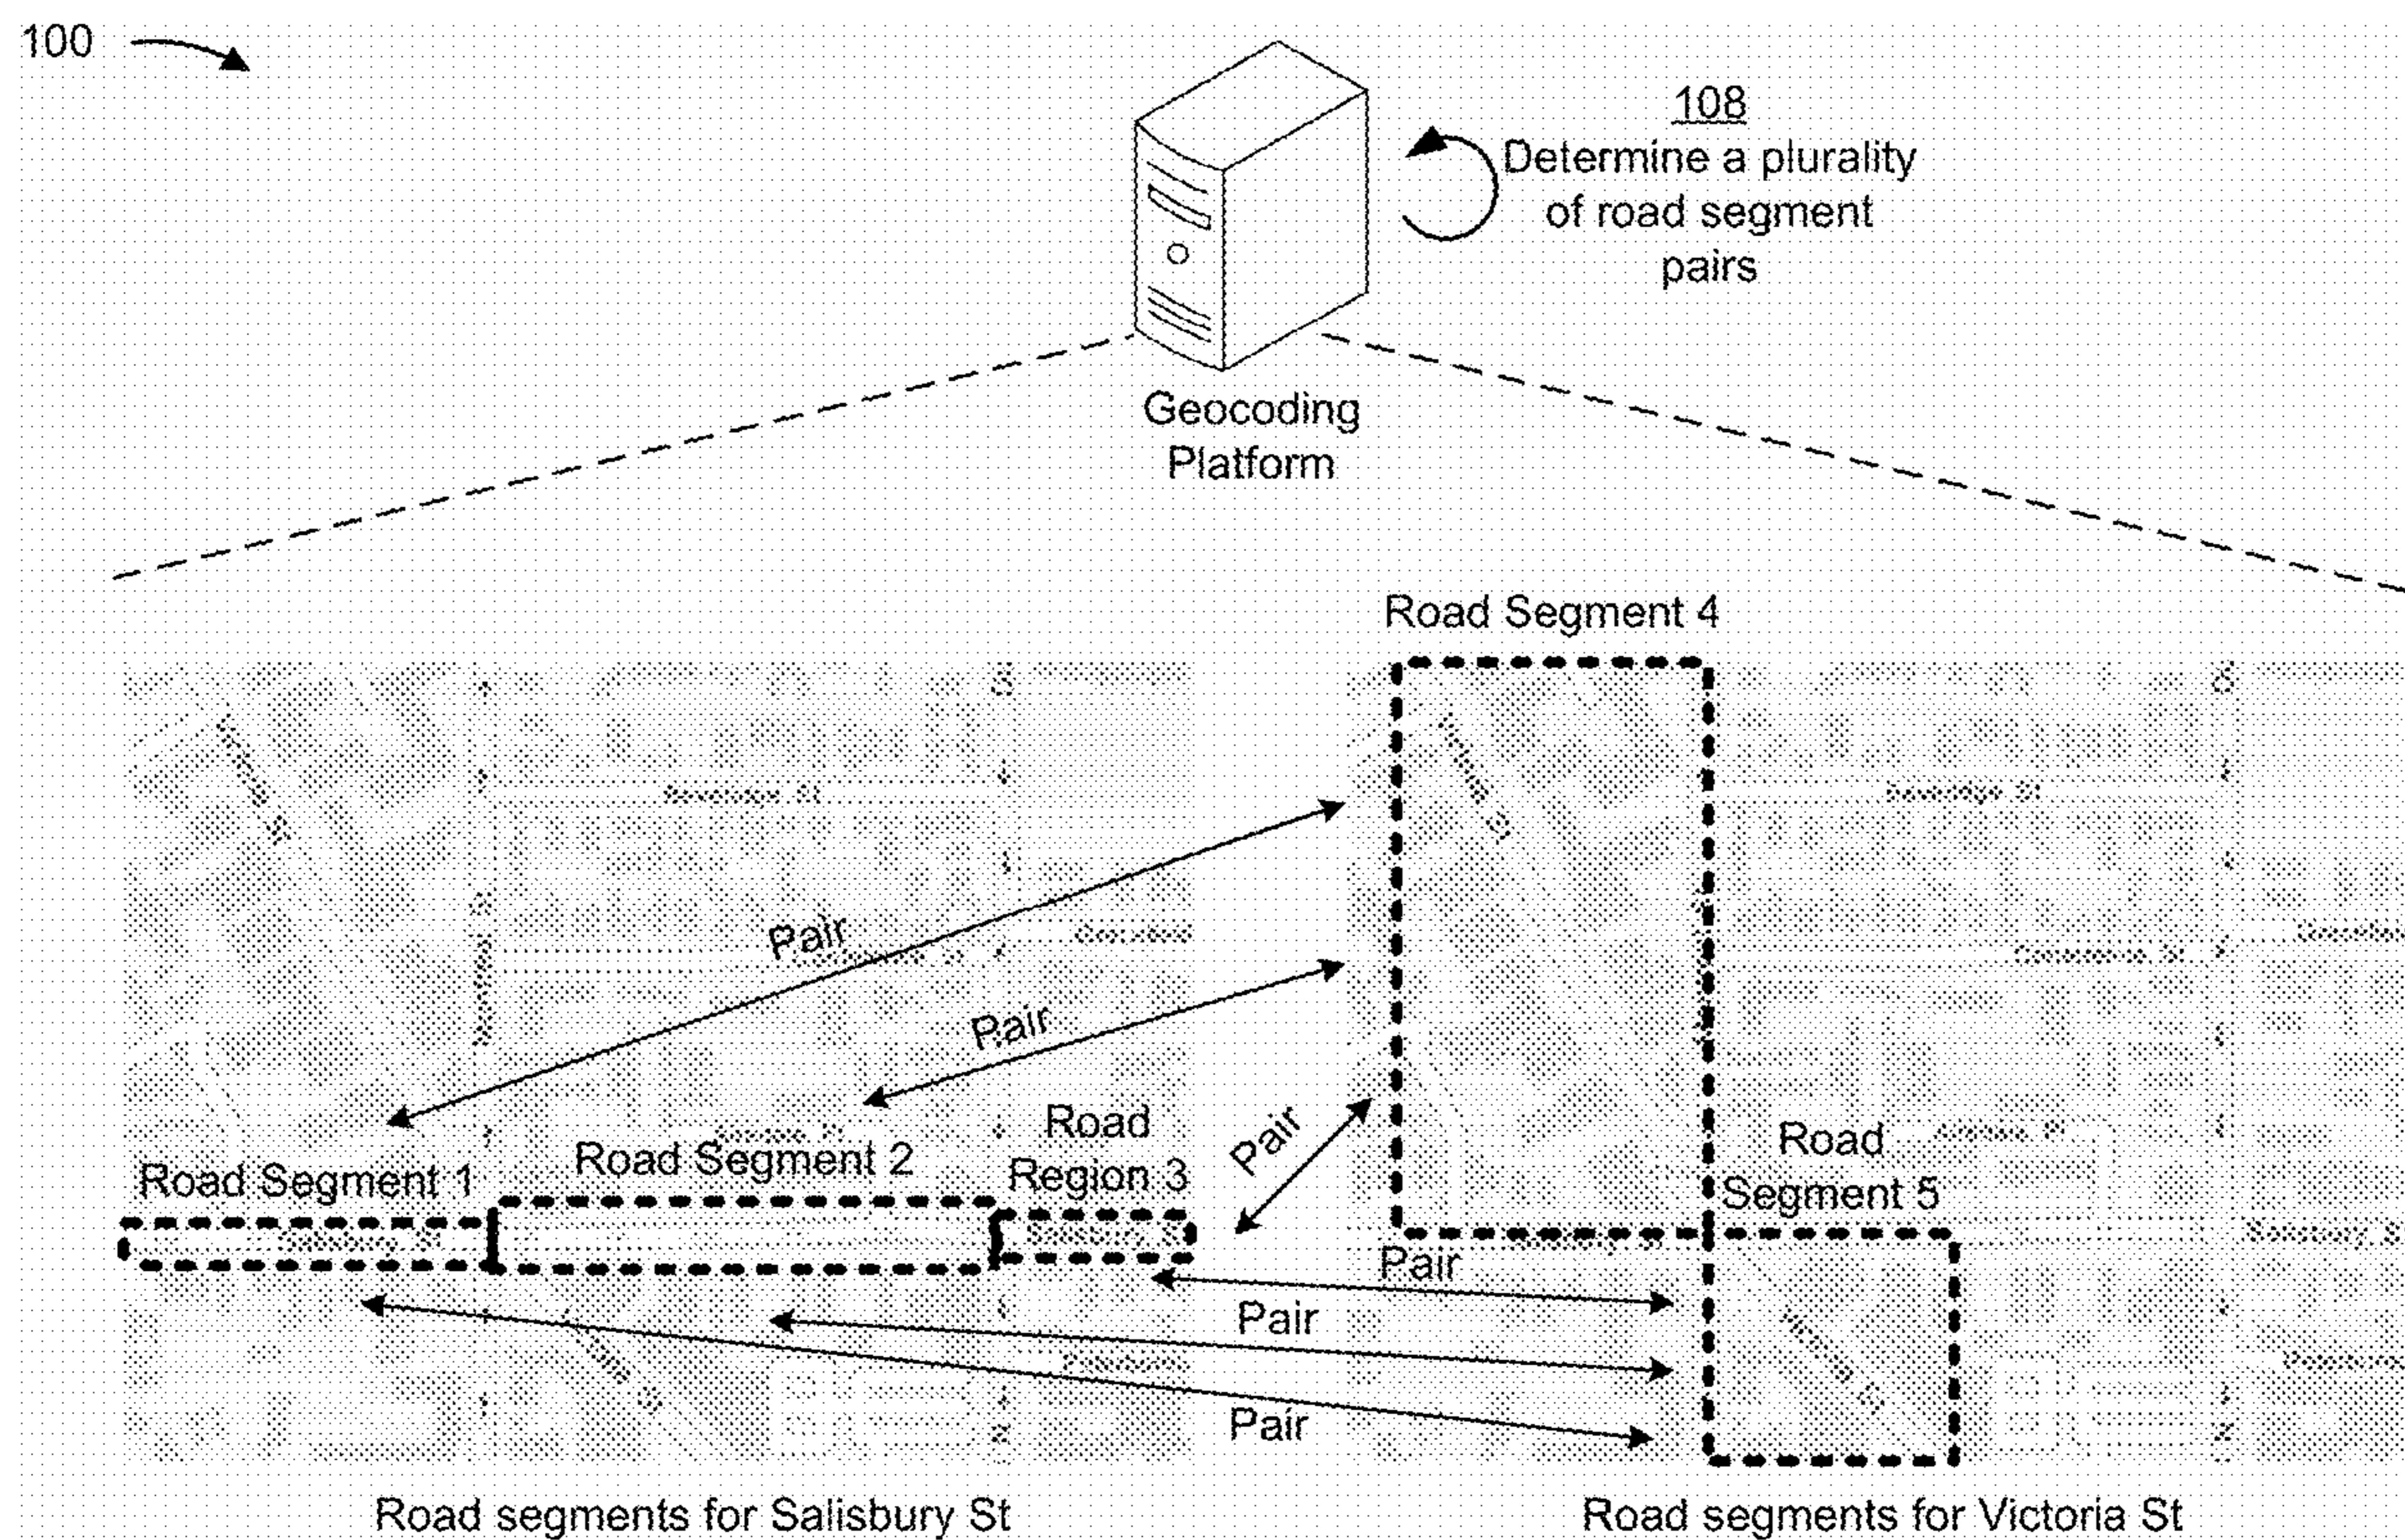 100
108
Determine a plurality
of road segment
pairs
Geocoding
Platform
Road Segment 4
Pair
Pair
Road
Region 3
Pair
Road
Segment 5
Road Segment 1
Road Segment 2
Pair
Pair
Pair
Road segments for Salisbury St
Road segments for Victoria St